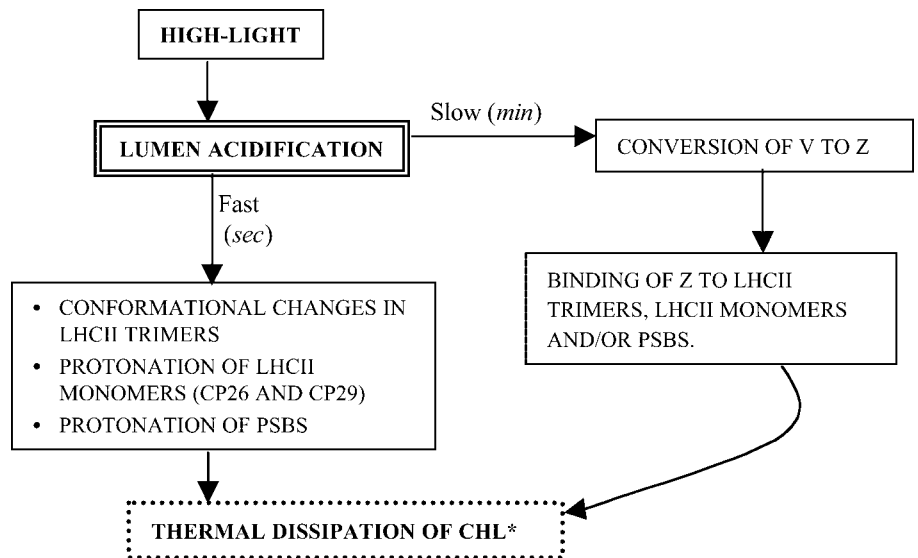 HIGH-LIGHT
LUMEN ACIDIFICATION
Slow (min)
CONVERSION OF V TO Z
Fast
(sec)
BINDING OF Z TO LHCII
TRIMERS, LHCII MONOMERS
AND/OR PSBS.
• CONFORMATIONAL CHANGES IN
LHCII TRIMERS
• PROTONATION OF LHCII
MONOMERS (CP26 AND CP29)
• PROTONATION OF PSBS
THERMAL DISSIPATION OF CHL*